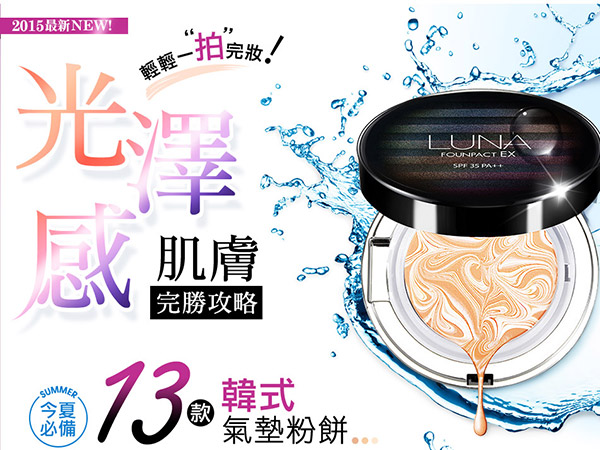 2015最新NEW!
輕輕一“拍”完妝!
光澤感
肌膚
完勝攻略
LUNA
FOUNPACT EX
SPF 35 PA++
SUMMER
今夏
必備
13款
韓式
氣墊粉餅...